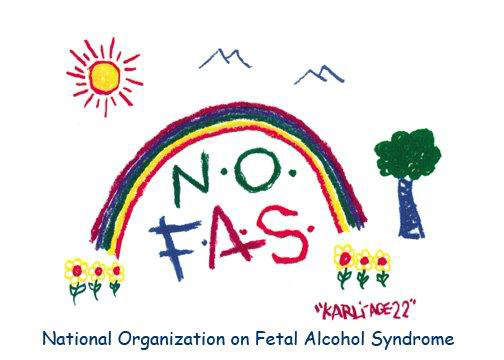 N.O.
F.A.S.
"KARLi-AGE-22"
National Organization on Fetal Alcohol Syndrome